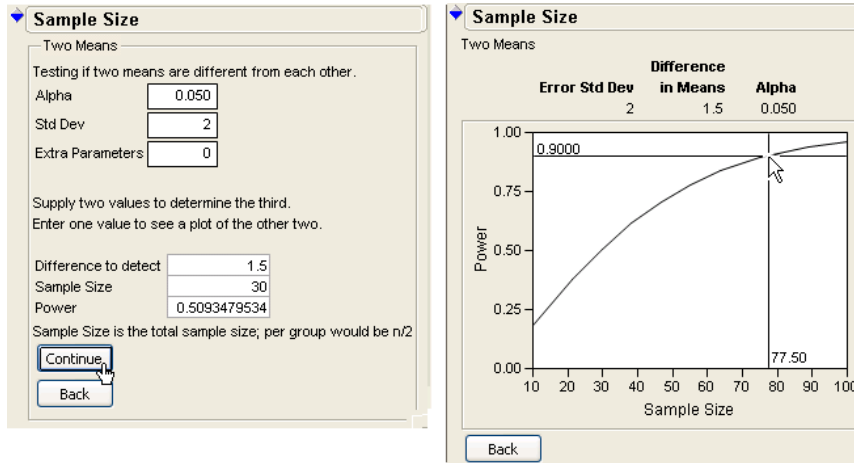 Sample Size
Two Means
Testing if two means are different from each other.
Alpha 0.050
Std Dev 2
Extra Parameters 0
Supply two values to determine the third.
Enter one value to see a plot of the other two.
Difference to detect 1.5
Sample Size 30
Power 0.5093479534
Sample Size is the total sample size; per group would be n/2
Continue
Back
Sample Size
Two Means
Difference
Error Std Dev in Means Alpha
2 1.5 0.050
1.00
0.9000
0.75
Power
0.50
0.25
77.50
0.00
10 20 30 40 50 60 70 80 90 100
Sample Size
Back